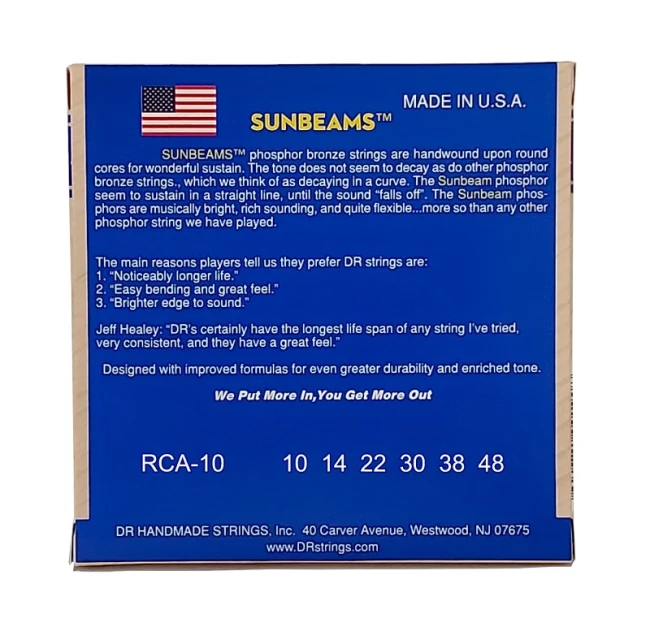 MADE IN U.S.A.
SUNBEAMS™
SUNBEAMS™ phosphor bronze strings are handwound upon round
cores for wonderful sustain. The tone does not seem to decay as do other phosphor
bronze strings., which we think of as decaying in a curve. The Sunbeam phosphor
seem to sustain in a straight line, until the sound “falls off”. The Sunbeam phos-
phors are musically bright, rich sounding, and quite flexible...more so than any other
phosphor string we have played.
The main reasons players tell us they prefer DR strings are:
1. “Noticeably longer life.”
2. “Easy bending and great feel.”
3. “Brighter edge to sound.”
Jeff Healey: “DR’s certainly have the longest life span of any string I’ve tried,
very consistent, and they have a great feel.”
Designed with improved formulas for even greater durability and enriched tone.
We Put More In,You Get More Out
RCA-10 10 14 22 30 38 48
DR HANDMADE STRINGS, Inc. 40 Carver Avenue, Westwood, NJ 07675
www.DRstrings.com